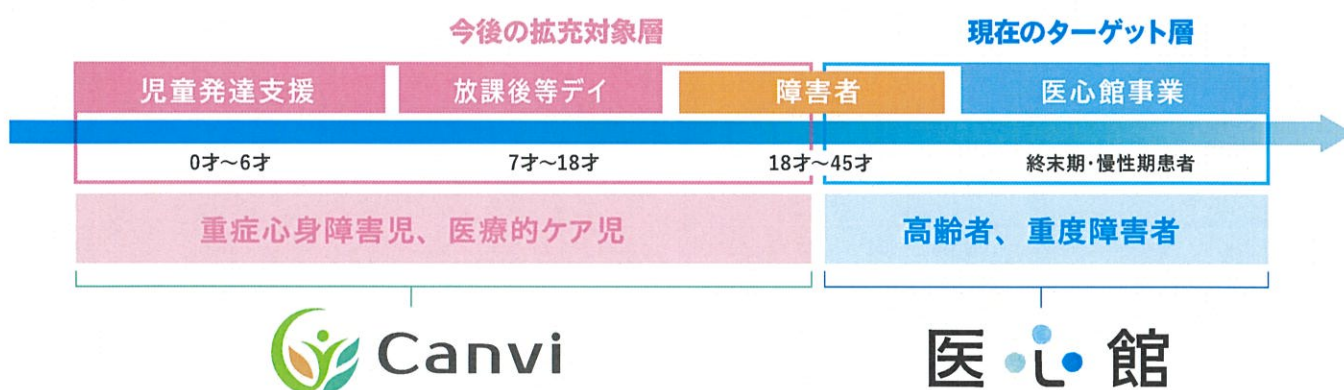 今後の拡充対象層 現在のターゲット層
児童発達支援 放課後等デイ 障害者 医心館事業
0才～6才 7才～18才 18才～45才 終末期・慢性期患者
重症心身障害児、医療的ケア児 高齢者、重度障害者
Canvi 医心館